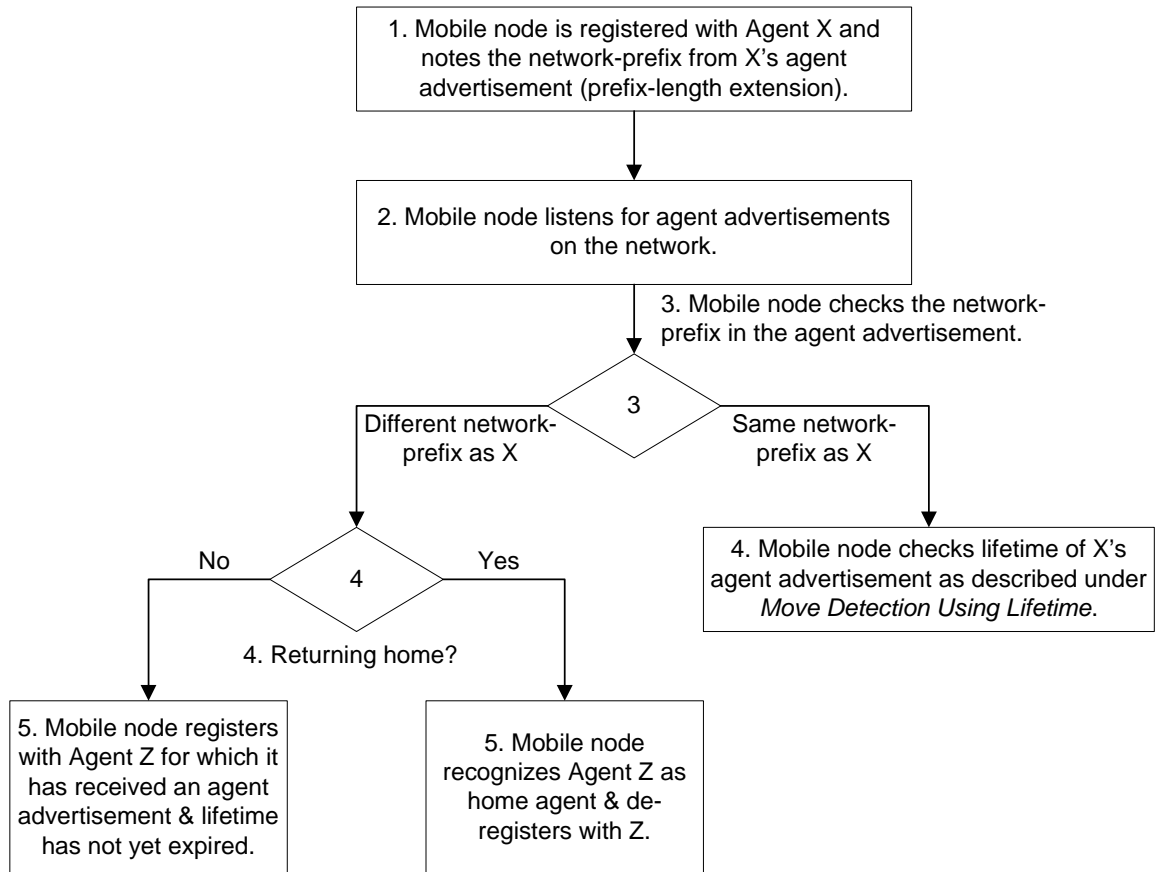 1. Mobile node is registered with Agent X and
notes the network-prefix from X's agent
advertisement (prefix-length extension).
2. Mobile node listens for agent advertisements
on the network.
3. Mobile node checks the network-
prefix in the agent advertisement.
3
Different network-
prefix as X
Same network-
prefix as X
No
4
Yes
4. Returning home?
4. Mobile node checks lifetime of X's
agent advertisement as described under
Move Detection Using Lifetime.
5. Mobile node registers
with Agent Z for which it
has received an agent
advertisement & lifetime
has not yet expired.
5. Mobile node
recognizes Agent Z as
home agent & de-
registers with Z.